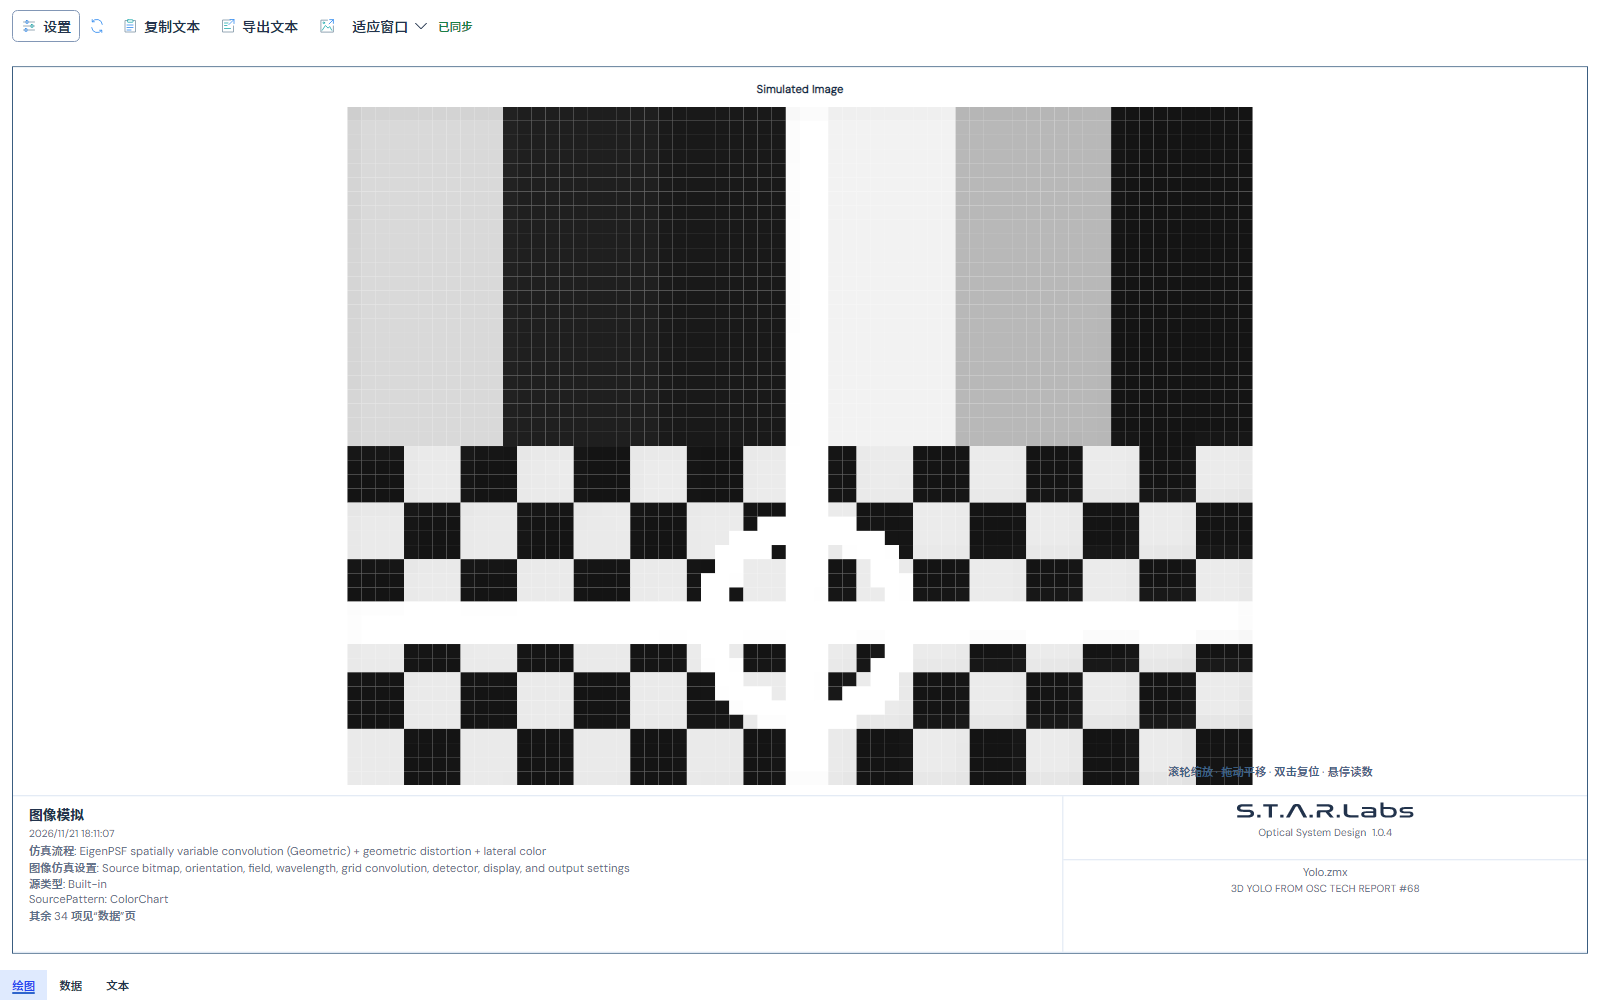 设置 复制文本 导出文本 适应窗口 已同步
Simulated Image
滚轮缩放 · 拖动平移 · 双击复位 · 悬停读数
图像模拟
2026/11/21 18:11:07
仿真流程: EigenPSF spatially variable convolution (Geometric) + geometric distortion + lateral color
图像仿真设置: Source bitmap, orientation, field, wavelength, grid convolution, detector, display, and output settings
源类型: Built-in
SourcePattern: ColorChart
其余 34 项见“数据”页
S.T.A.R.Labs
Optical System Design 1.0.4
Yolo.zmx
3D YOLO FROM OSC TECH REPORT #68
绘图 数据 文本